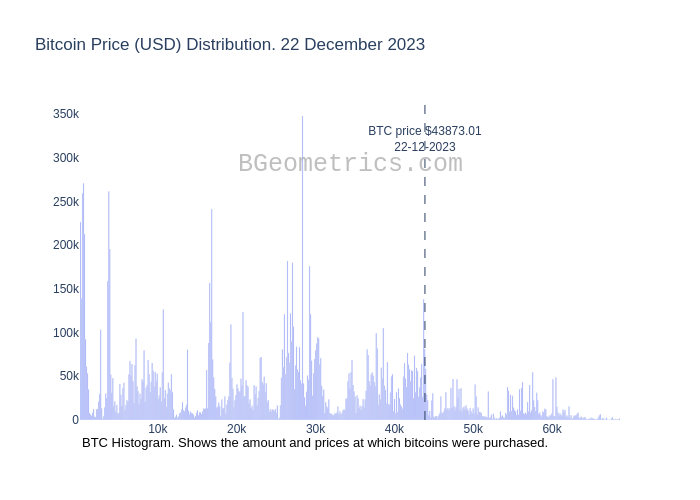 Bitcoin Price (USD) Distribution. 22 December 2023
350k
BTC price $43873.01
22-12-2023
300k
BGeometrics.com
250k
200k
150k
100k
50k
0
10k 20k 30k 40k 50k 60k
BTC Histogram. Shows the amount and prices at which bitcoins were purchased.